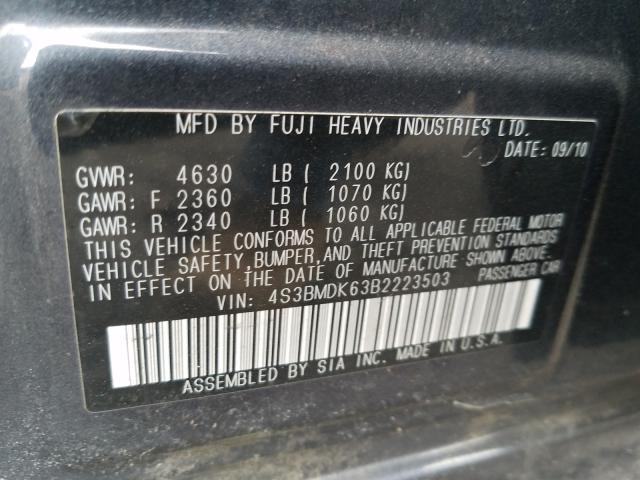 MFD BY FUJI HEAVY INDUSTRIES LTD.
DATE: 09/10
GVWR: 4630 LB ( 2100 KG)
GAWR: F 2360 LB ( 1070 KG)
GAWR: R 2340 LB ( 1060 KG)
THIS VEHICLE CONFORMS TO ALL APPLICABLE FEDERAL MOTOR
VEHICLE SAFETY,BUMPER,AND THEFT PREVENTION STANDARDS
IN EFFECT ON THE DATE OF MANUFACTURE SHOWN ABOVE.
VIN: 4S3BMDK63B2223503 PASSENGER CAR
ASSEMBLED BY SIA INC. MADE IN U.S.A.